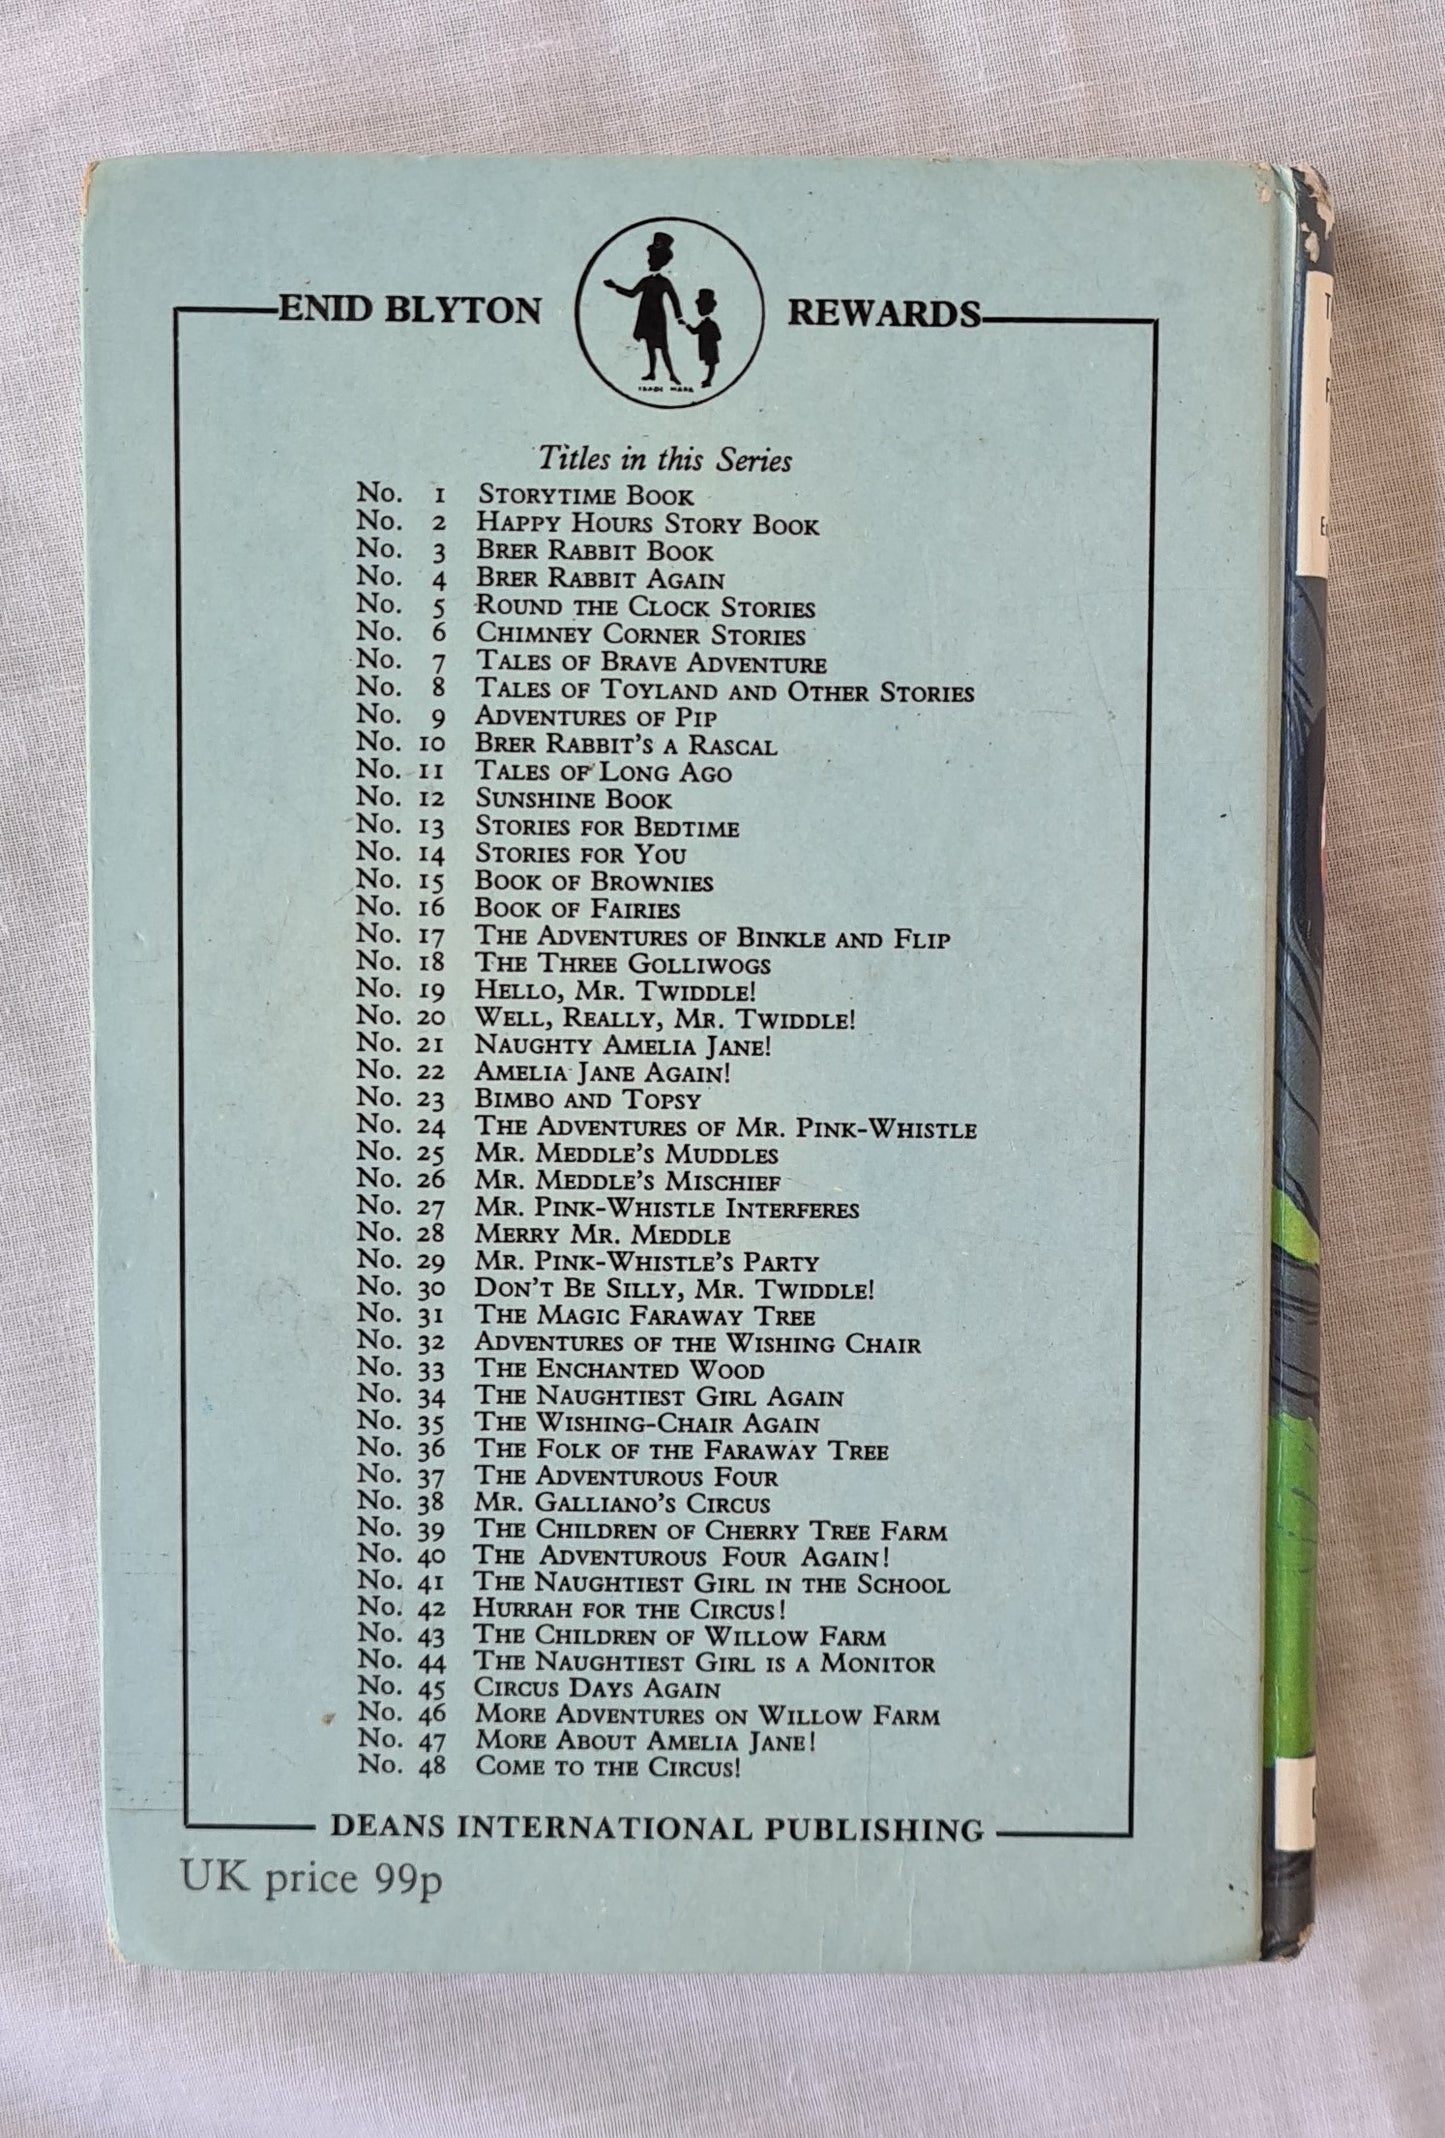 ENID BLYTON REWARDS
TRADE MARK
Titles in this Series
No. 1 STORYTIME BOOK
No. 2 HAPPY HOURS STORY BOOK
No. 3 BRER RABBIT BOOK
No. 4 BRER RABBIT AGAIN
No. 5 ROUND THE CLOCK STORIES
No. 6 CHIMNEY CORNER STORIES
No. 7 TALES OF BRAVE ADVENTURE
No. 8 TALES OF TOYLAND AND OTHER STORIES
No. 9 ADVENTURES OF PIP
No. 10 BRER RABBIT'S A RASCAL
No. 11 TALES OF LONG AGO
No. 12 SUNSHINE BOOK
No. 13 STORIES FOR BEDTIME
No. 14 STORIES FOR YOU
No. 15 BOOK OF BROWNIES
No. 16 BOOK OF FAIRIES
No. 17 THE ADVENTURES OF BINKLE AND FLIP
No. 18 THE THREE GOLLIWOGS
No. 19 HELLO, MR. TWIDDLE!
No. 20 WELL, REALLY, MR. TWIDDLE!
No. 21 NAUGHTY AMELIA JANE!
No. 22 AMELIA JANE AGAIN!
No. 23 BIMBO AND TOPSY
No. 24 THE ADVENTURES OF MR. PINK-WHISTLE
No. 25 MR. MEDDLE'S MUDDLES
No. 26 MR. MEDDLE'S MISCHIEF
No. 27 MR. PINK-WHISTLE INTERFERES
No. 28 MERRY MR. MEDDLE
No. 29 MR. PINK-WHISTLE'S PARTY
No. 30 DON'T BE SILLY, MR. TWIDDLE!
No. 31 THE MAGIC FARAWAY TREE
No. 32 ADVENTURES OF THE WISHING CHAIR
No. 33 THE ENCHANTED WOOD
No. 34 THE NAUGHTIEST GIRL AGAIN
No. 35 THE WISHING-CHAIR AGAIN
No. 36 THE FOLK OF THE FARAWAY TREE
No. 37 THE ADVENTUROUS FOUR
No. 38 MR. GALLIANO'S CIRCUS
No. 39 THE CHILDREN OF CHERRY TREE FARM
No. 40 THE ADVENTUROUS FOUR AGAIN!
No. 41 THE NAUGHTIEST GIRL IN THE SCHOOL
No. 42 HURRAH FOR THE CIRCUS!
No. 43 THE CHILDREN OF WILLOW FARM
No. 44 THE NAUGHTIEST GIRL IS A MONITOR
No. 45 CIRCUS DAYS AGAIN
No. 46 MORE ADVENTURES ON WILLOW FARM
No. 47 MORE ABOUT AMELIA JANE!
No. 48 COME TO THE CIRCUS!
DEANS INTERNATIONAL PUBLISHING
UK price 99p